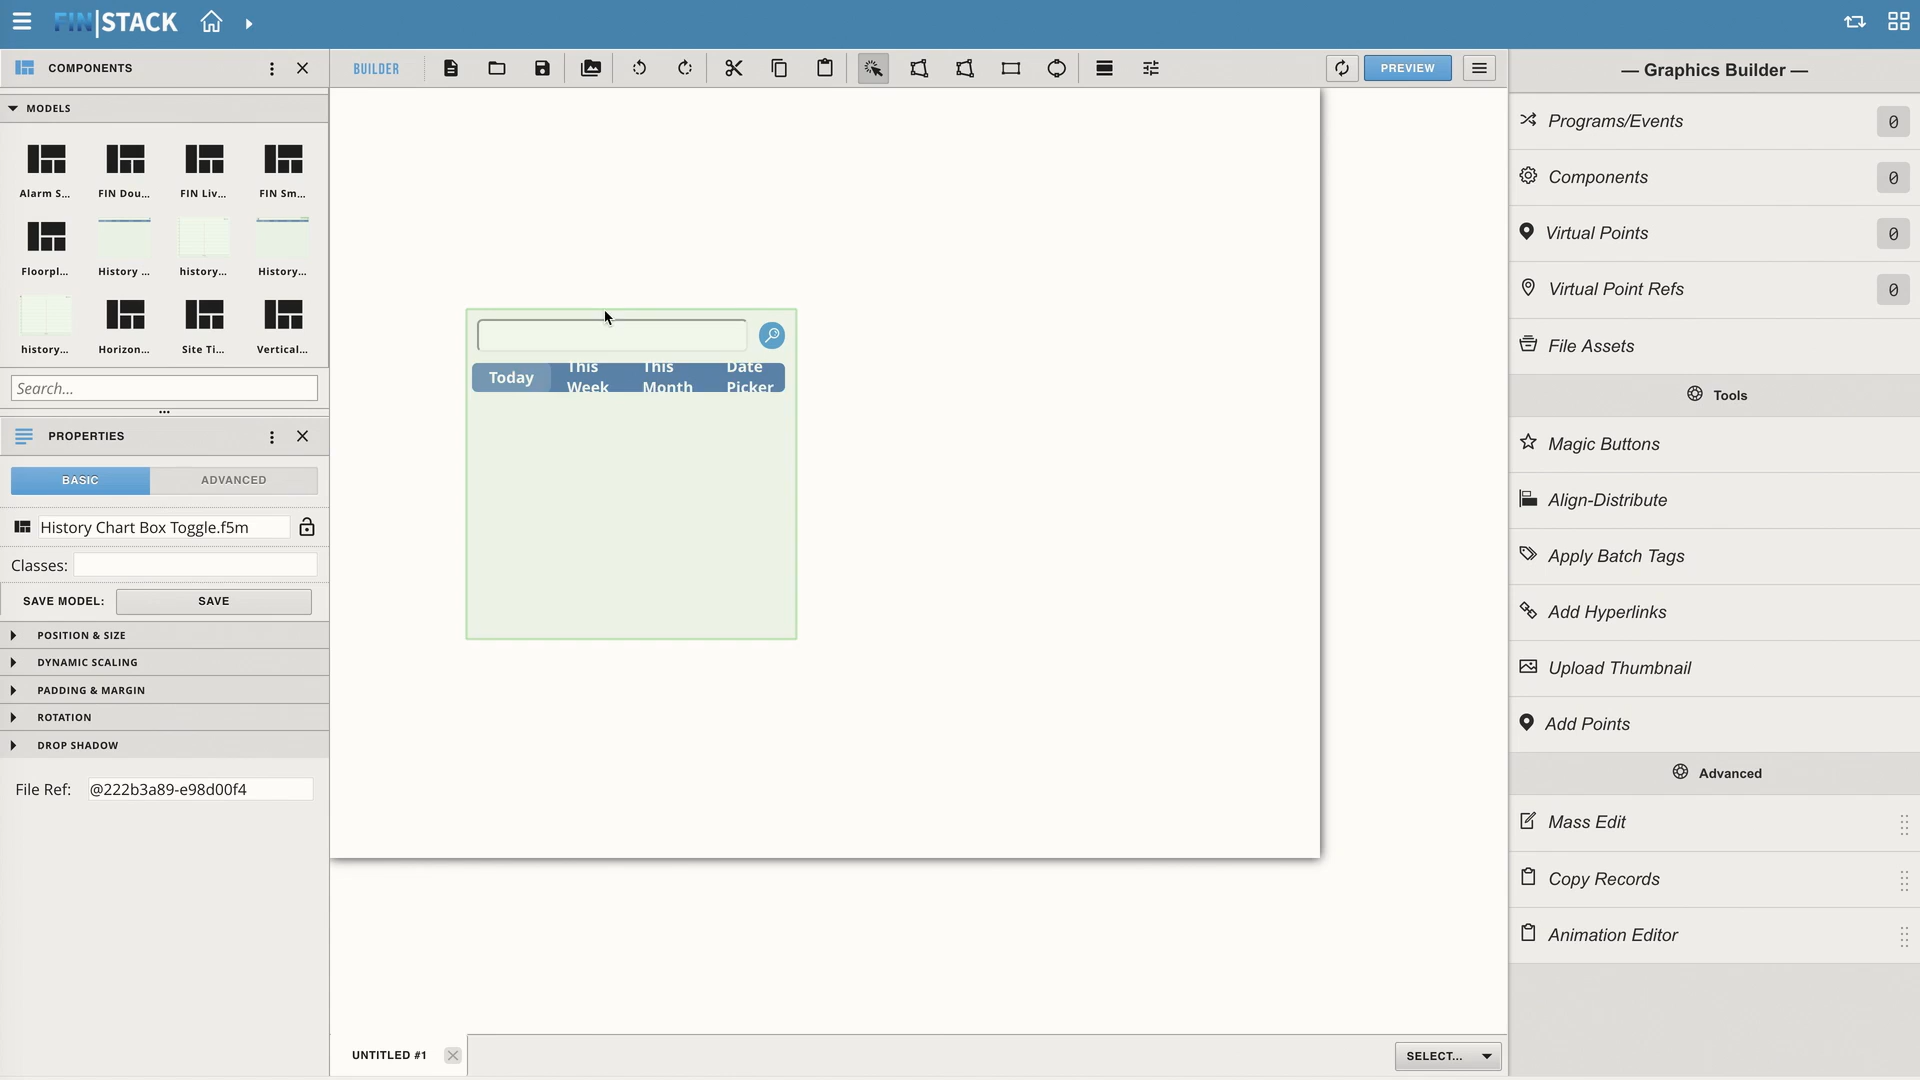 FIN|STACK
COMPONENTS
MODELS
Alarm S...
FIN Dou...
FIN Liv...
FIN Sm...
Floorpl...
History ...
history...
History...
history...
Horizon...
Site Ti...
Vertical...
Search...
PROPERTIES
BASIC
ADVANCED
History Chart Box Toggle.f5m
Classes:
SAVE MODEL:
SAVE
POSITION & SIZE
DYNAMIC SCALING
PADDING & MARGIN
ROTATION
DROP SHADOW
File Ref:
@222b3a89-e98d00f4
BUILDER
PREVIEW
Today
This
Week
This
Month
Date
Picker
UNTITLED #1
SELECT...
— Graphics Builder —
Programs/Events
0
Components
0
Virtual Points
0
Virtual Point Refs
0
File Assets
Tools
Magic Buttons
Align-Distribute
Apply Batch Tags
Add Hyperlinks
Upload Thumbnail
Add Points
Advanced
Mass Edit
Copy Records
Animation Editor